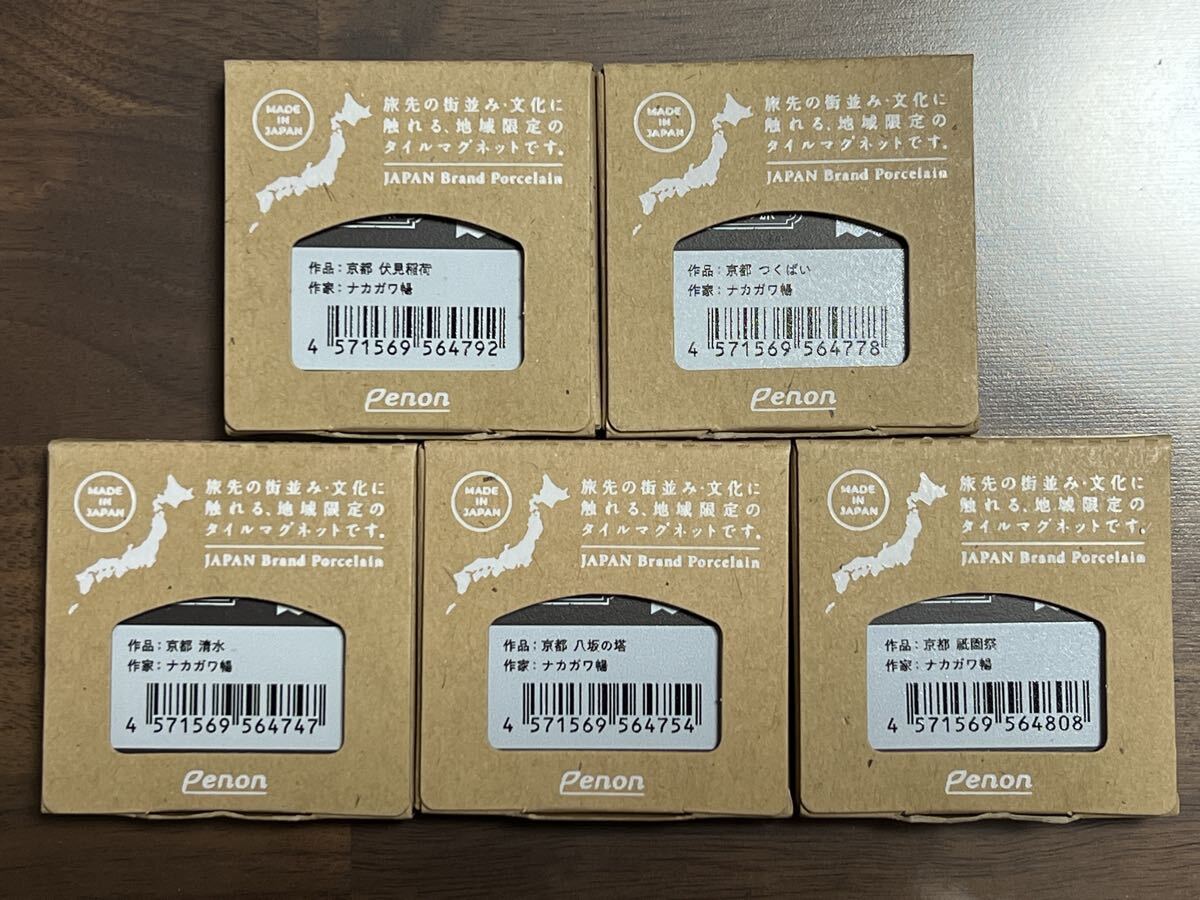 MADE
IN
JAPAN
旅先の街並み・文化に
触れる、地域限定の
タイルマグネットです。
JAPAN Brand Porcelain
作品：京都 伏見稲荷
作家：ナカガワ暢
4 571569 564792
Penon
MADE
IN
JAPAN
旅先の街並み・文化に
触れる、地域限定の
タイルマグネットです。
JAPAN Brand Porcelain
作品：京都 つくばい
作家：ナカガワ暢
4 571569 564778
Penon
MADE
IN
JAPAN
旅先の街並み・文化に
触れる、地域限定の
タイルマグネットです。
JAPAN Brand Porcelain
作品：京都 清水
作家：ナカガワ暢
4 571569 564747
Penon
MADE
IN
JAPAN
旅先の街並み・文化に
触れる、地域限定の
タイルマグネットです。
JAPAN Brand Porcelain
作品：京都 八坂の塔
作家：ナカガワ暢
4 571569 564754
Penon
MADE
IN
JAPAN
旅先の街並み・文化に
触れる、地域限定の
タイルマグネットです。
JAPAN Brand Porcelain
作品：京都 祇園祭
作家：ナカガワ暢
4 571569 564808
Penon